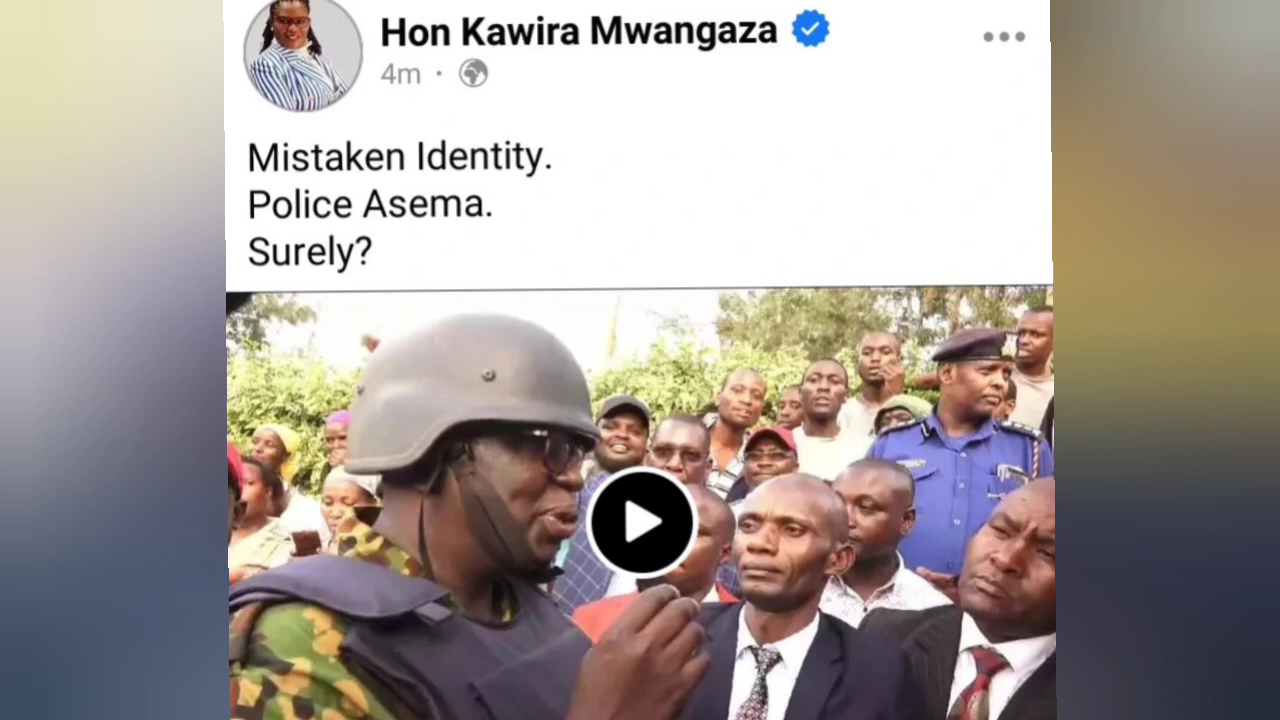 Hon Kawira Mwangaza
4m ·
Mistaken Identity.
Police Asema.
Surely?